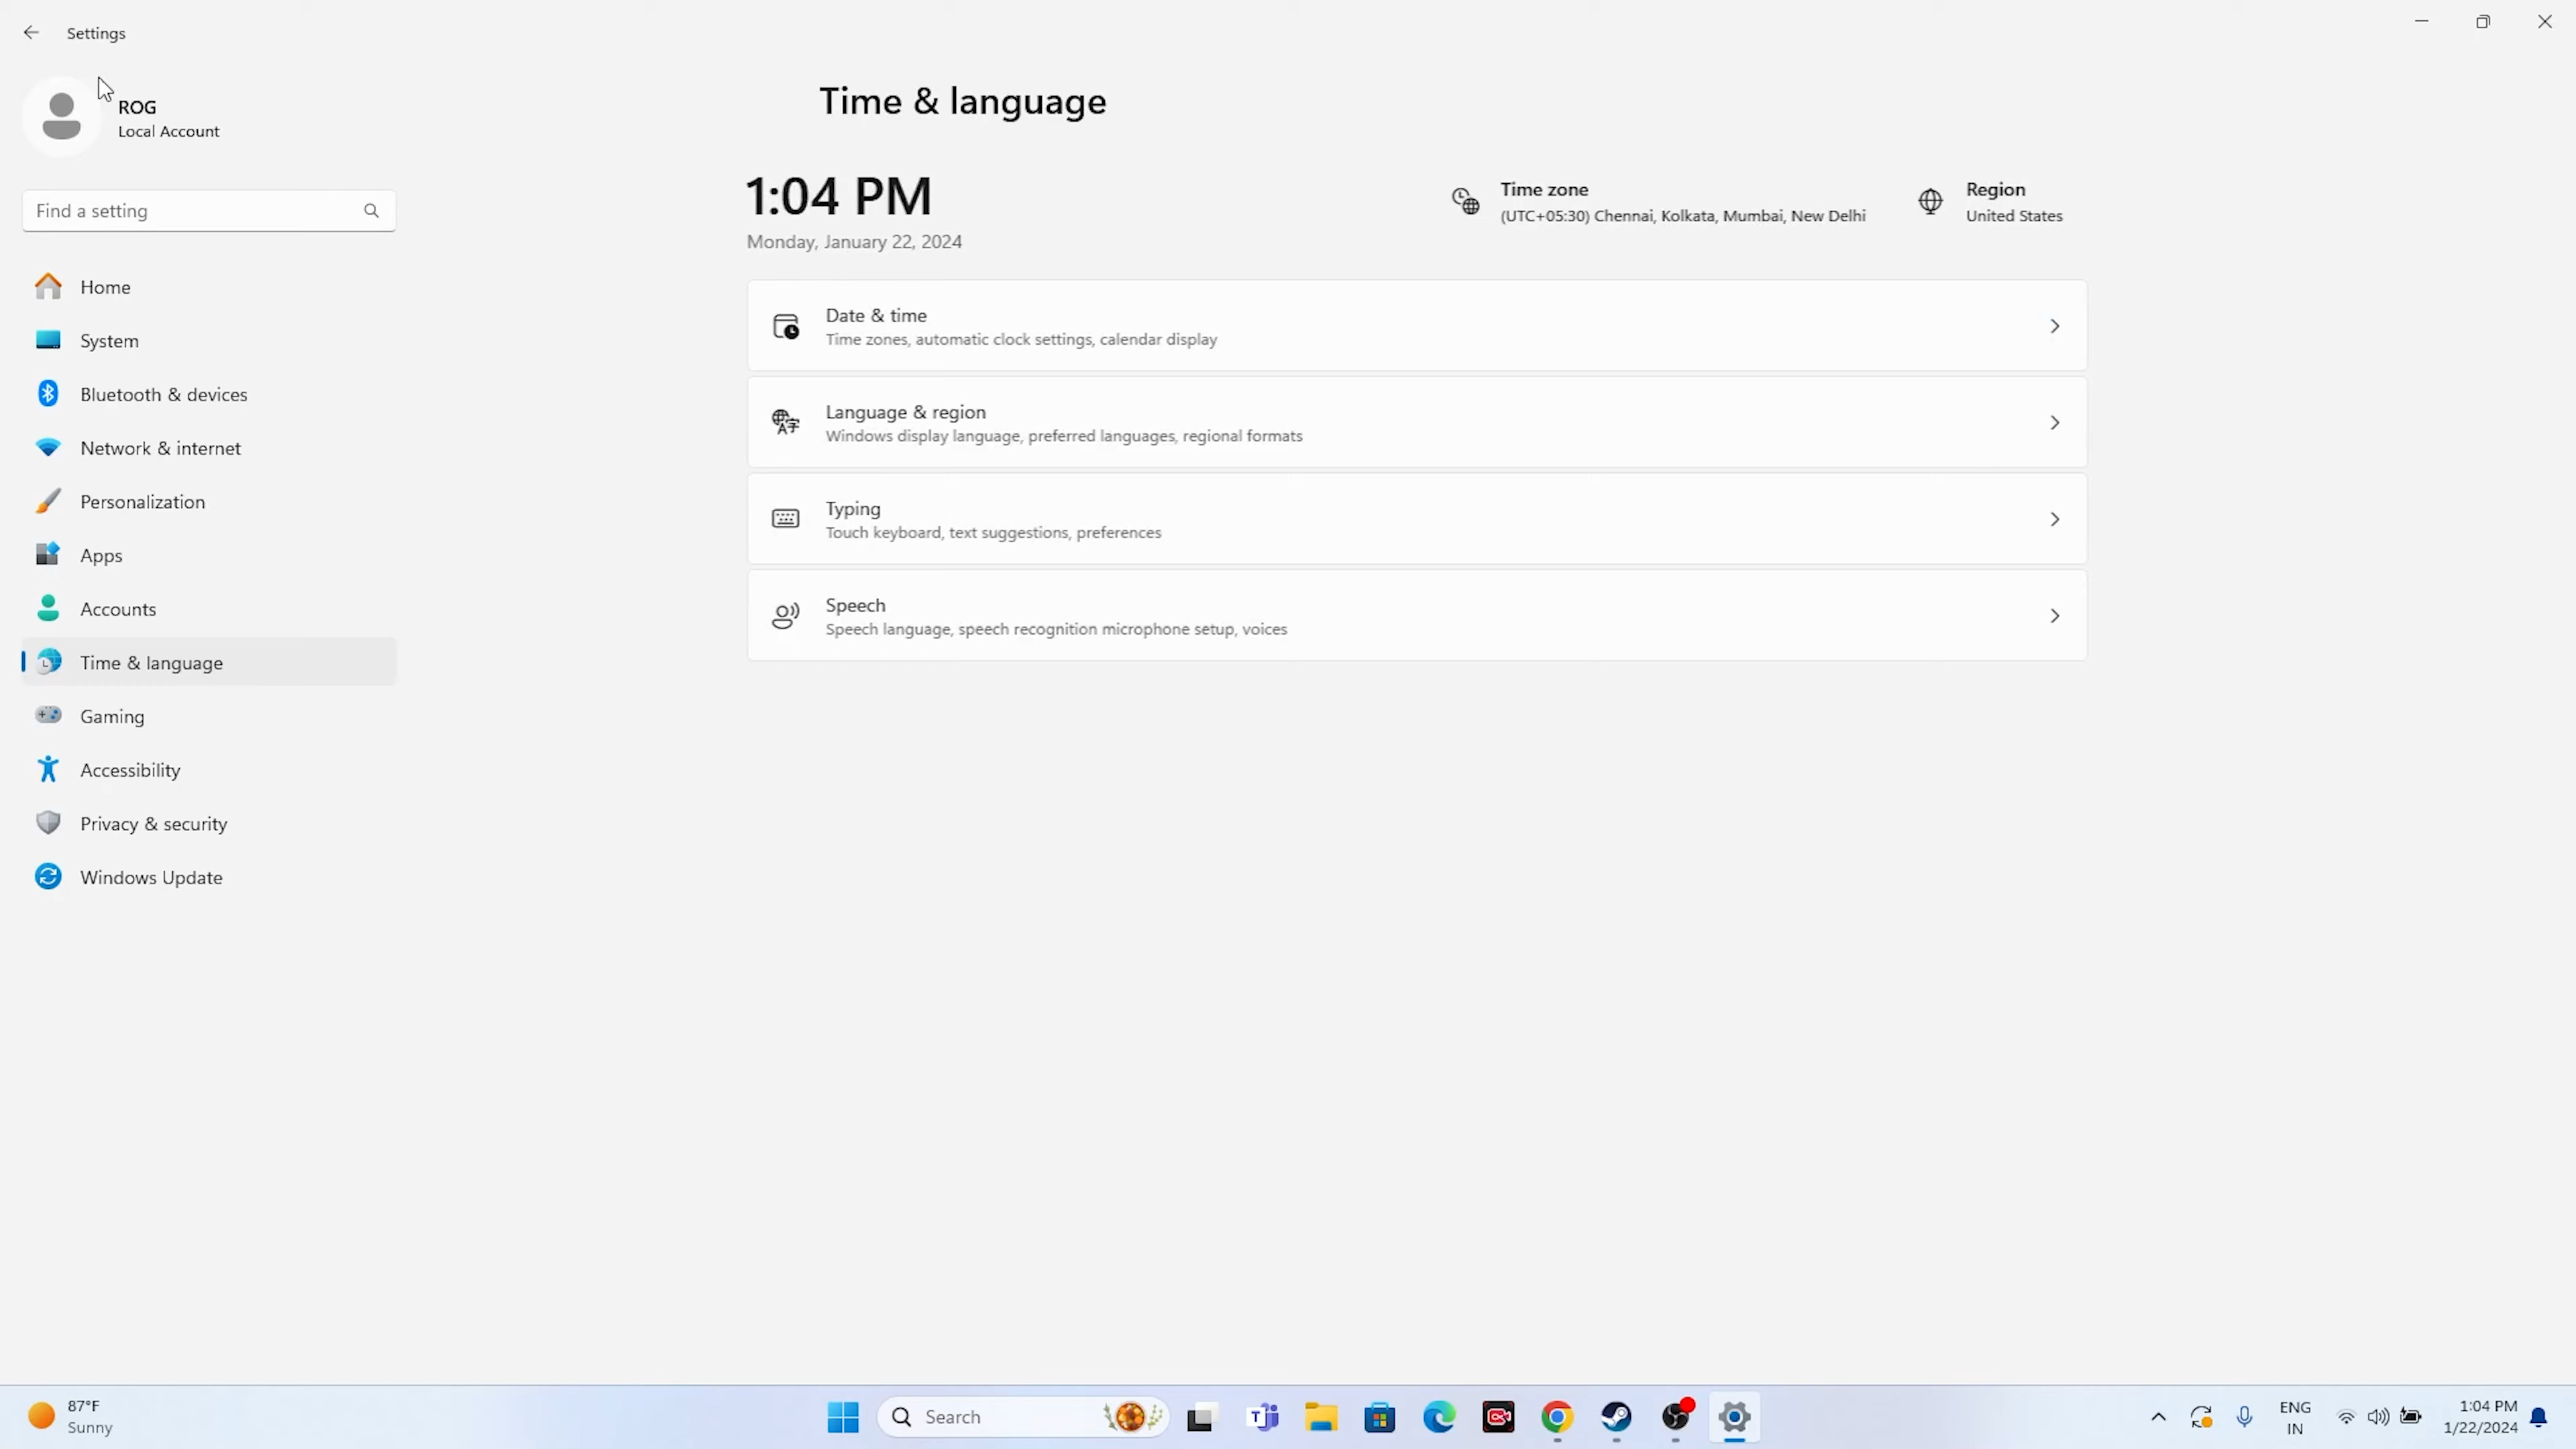 Settings
ROG
Local Account
Find a setting
Home
System
Bluetooth & devices
Network & internet
Personalization
Apps
Accounts
Time & language
Gaming
Accessibility
Privacy & security
Windows Update
Time & language
1:04 PM
Monday, January 22, 2024
Time zone
(UTC+05:30) Chennai, Kolkata, Mumbai, New Delhi
Region
United States
Date & time
Time zones, automatic clock settings, calendar display
Language & region
Windows display language, preferred languages, regional formats
Typing
Touch keyboard, text suggestions, preferences
Speech
Speech language, speech recognition microphone setup, voices
87°F
Sunny
Search
ENG
IN
1:04 PM
1/22/2024